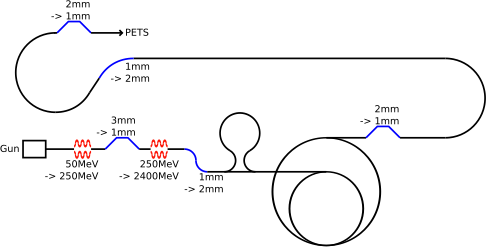 2mm
-> 1mm
PETS
1mm
-> 2mm
2mm
-> 1mm
3mm
-> 1mm
Gun
50MeV
-> 250MeV
250MeV
-> 2400MeV
1mm
-> 2mm